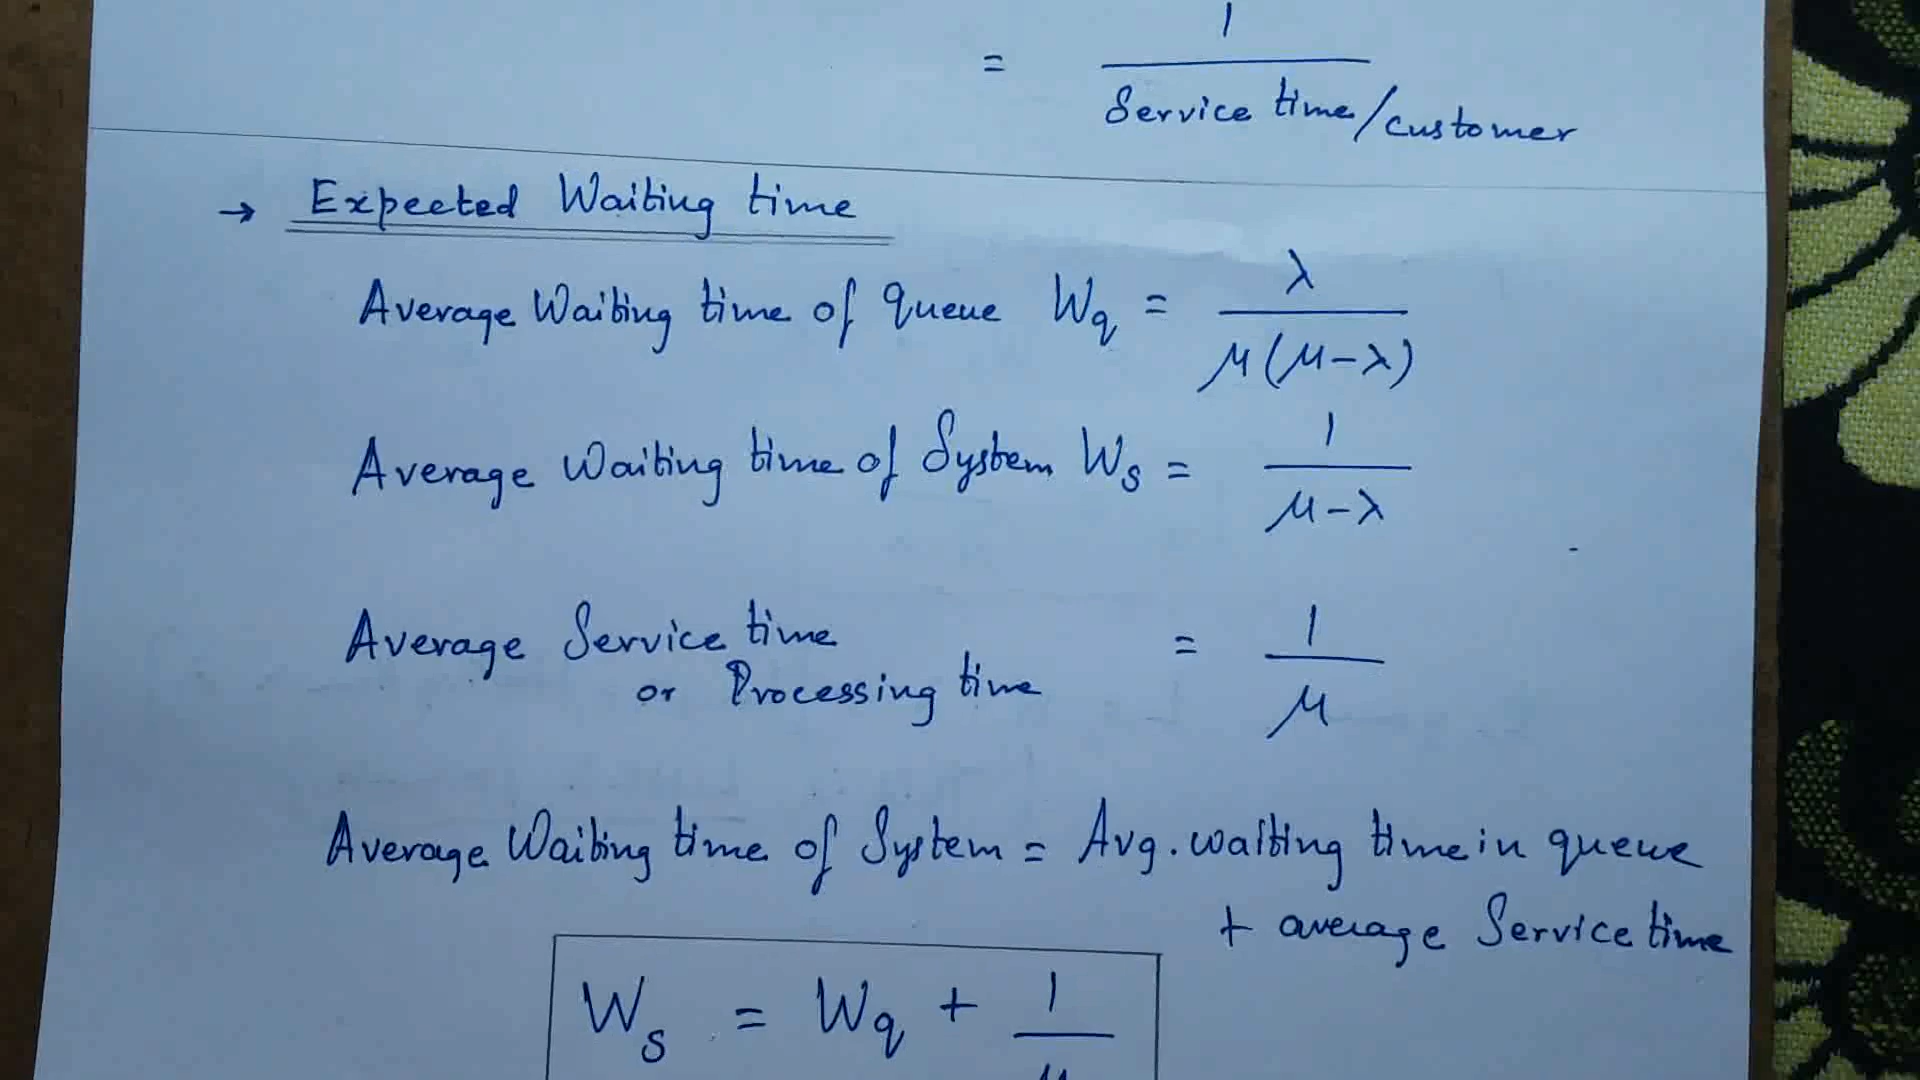 = 1 / Service time/customer
→ Expected Waiting time
Average Waiting time of queue Wq = λ / μ(μ-λ)
Average Waiting time of System Ws = 1 / μ-λ
Average Service time = 1 / μ
or Processing time
Average Waiting time of System = Avg. waiting time in queue
+ average Service time
Ws = Wq + 1 / μ